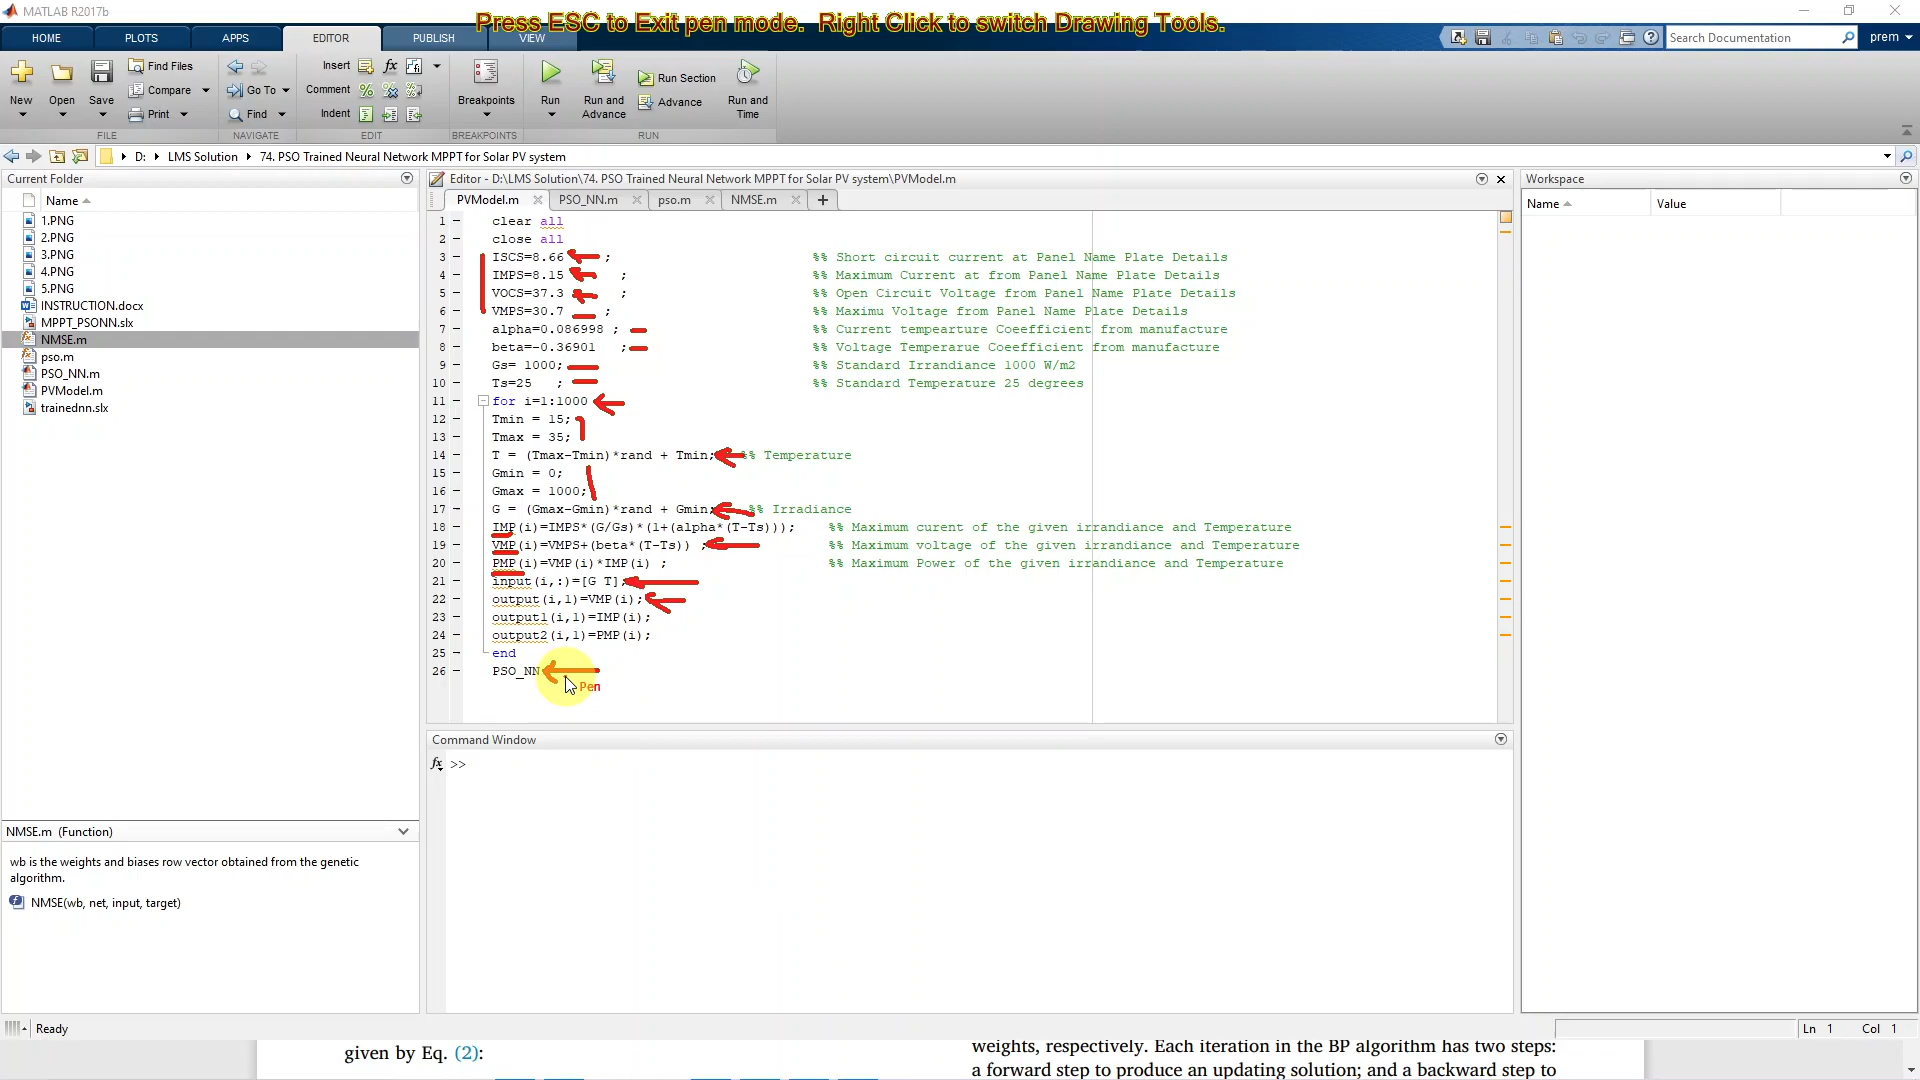 MATLAB R2017b
Press ESC to Exit pen mode. Right Click to switch Drawing Tools.
HOME PLOTS APPS EDITOR PUBLISH VIEW
Search Documentation
prem
New
Open
Save
Find Files
Compare
Print
Go To
Find
Insert
fx
Comment
Indent
Breakpoints
Run
Run and Advance
Run Section
Advance
Run and Time
FILE NAVIGATE EDIT BREAKPOINTS RUN
D: LMS Solution 74. PSO Trained Neural Network MPPT for Solar PV system
Current Folder
Name
1.PNG
2.PNG
3.PNG
4.PNG
5.PNG
INSTRUCTION.docx
MPPT_PSONN.slx
NMSE.m
pso.m
PSO_NN.m
PVModel.m
trainednn.slx
NMSE.m (Function)
wb is the weights and biases row vector obtained from the genetic
algorithm.
NMSE(wb, net, input, target)
Editor - D:\LMS Solution\74. PSO Trained Neural Network MPPT for Solar PV system\PVModel.m
PVModel.m PSO_NN.m pso.m NMSE.m
1 clear all
2 close all
3 ISCS=8.66 ; %% Short circuit current at Panel Name Plate Details
4 IMPS=8.15 ; %% Maximum Current at from Panel Name Plate Details
5 VOCS=37.3 ; %% Open Circuit Voltage from Panel Name Plate Details
6 VMPS=30.7 ; %% Maximu Voltage from Panel Name Plate Details
7 alpha=0.086998 ; %% Current tempearture Coeefficient from manufacture
8 beta=-0.36901 ; %% Voltage Temperarue Coeefficient from manufacture
9 Gs= 1000; %% Standard Irrandiance 1000 W/m2
10 Ts=25 ; %% Standard Temperature 25 degrees
11 for i=1:1000
12 Tmin = 15;
13 Tmax = 35;
14 T = (Tmax-Tmin)*rand + Tmin; %% Temperature
15 Gmin = 0;
16 Gmax = 1000;
17 G = (Gmax-Gmin)*rand + Gmin; %% Irradiance
18 IMP(i)=IMPS*(G/Gs)*(1+(alpha*(T-Ts))); %% Maximum curent of the given irrandiance and Temperature
19 VMP(i)=VMPS+(beta*(T-Ts)) ; %% Maximum voltage of the given irrandiance and Temperature
20 PMP(i)=VMP(i)*IMP(i) ; %% Maximum Power of the given irrandiance and Temperature
21 input(i,:)=[G T];
22 output(i,1)=VMP(i);
23 output1(i,1)=IMP(i);
24 output2(i,1)=PMP(i);
25 end
26 PSO_NN
Pen
Command Window
fx >>
Workspace
Name Value
Ready
Ln 1 Col 1
given by Eq. (2):
weights, respectively. Each iteration in the BP algorithm has two steps:
a forward step to produce an updating solution; and a backward step to